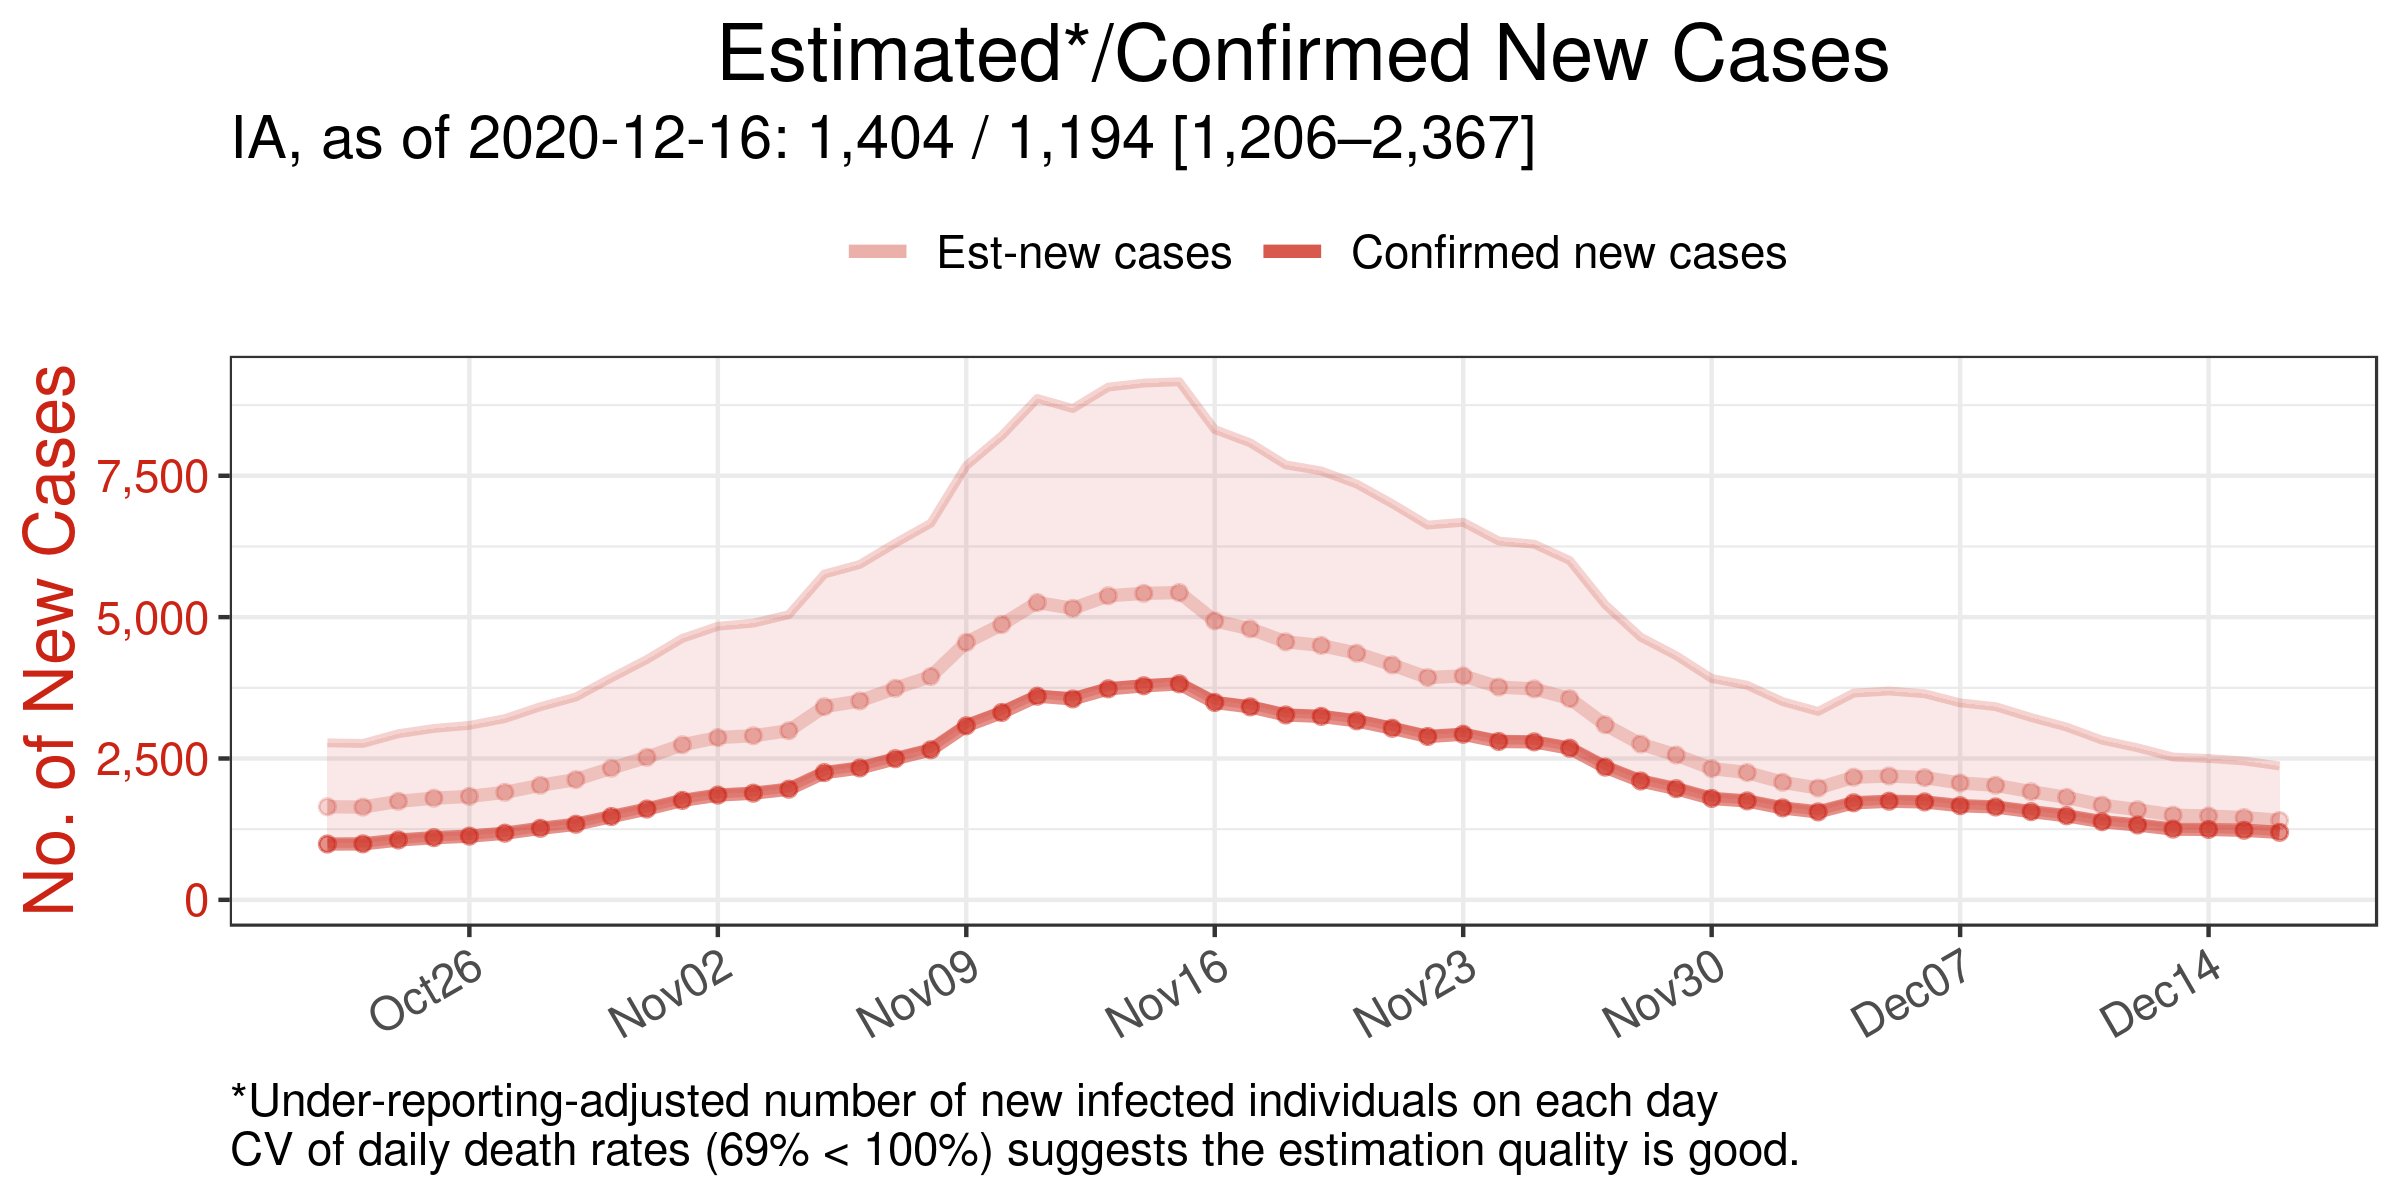 Estimated*/Confirmed New Cases
IA, as of 2020-12-16: 1,404 / 1,194 [1,206–2,367]
Est-new cases
Confirmed new cases
No. of New Cases
7,500
5,000
2,500
0
Oct26
Nov02
Nov09
Nov16
Nov23
Nov30
Dec07
Dec14
*Under-reporting-adjusted number of new infected individuals on each day
CV of daily death rates (69% < 100%) suggests the estimation quality is good.